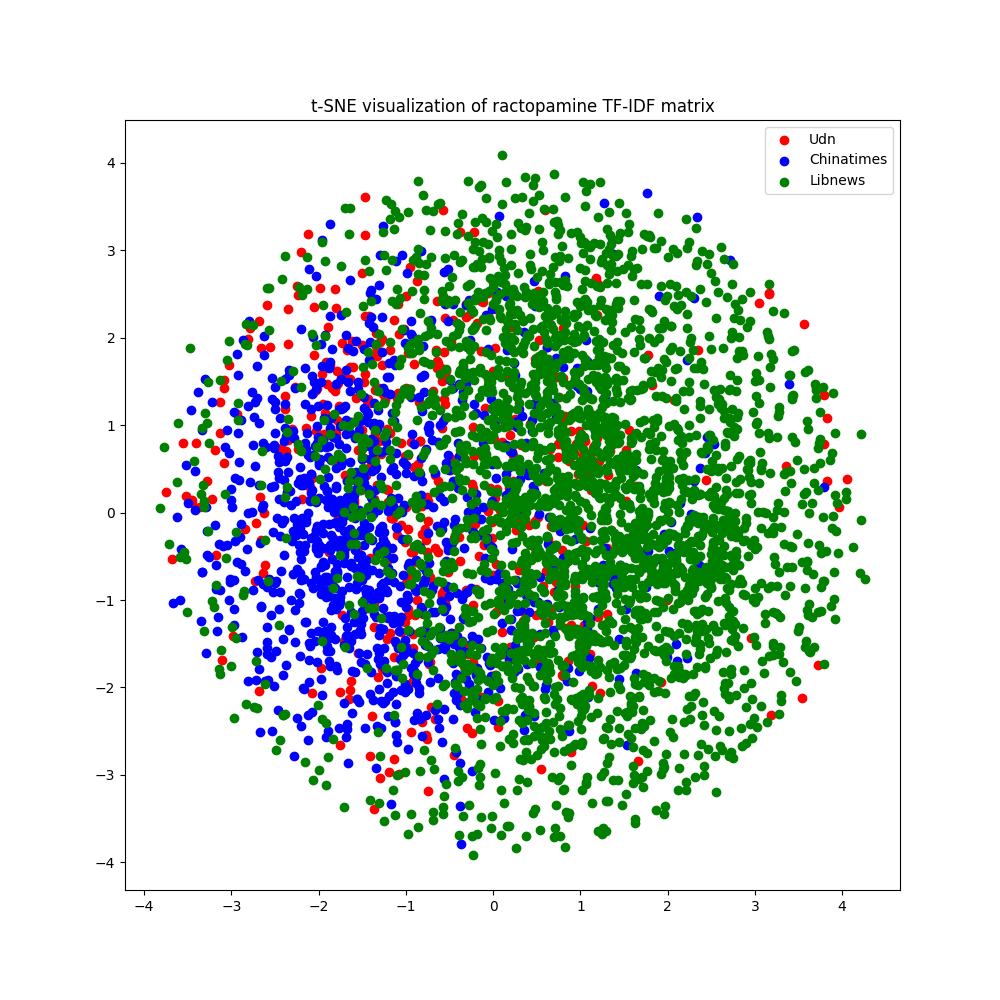 t-SNE visualization of ractopamine TF-IDF matrix
Udn
Chinatimes
Libnews
4
3
2
1
0
−1
−2
−3
−4
−4 −3 −2 −1 0 1 2 3 4